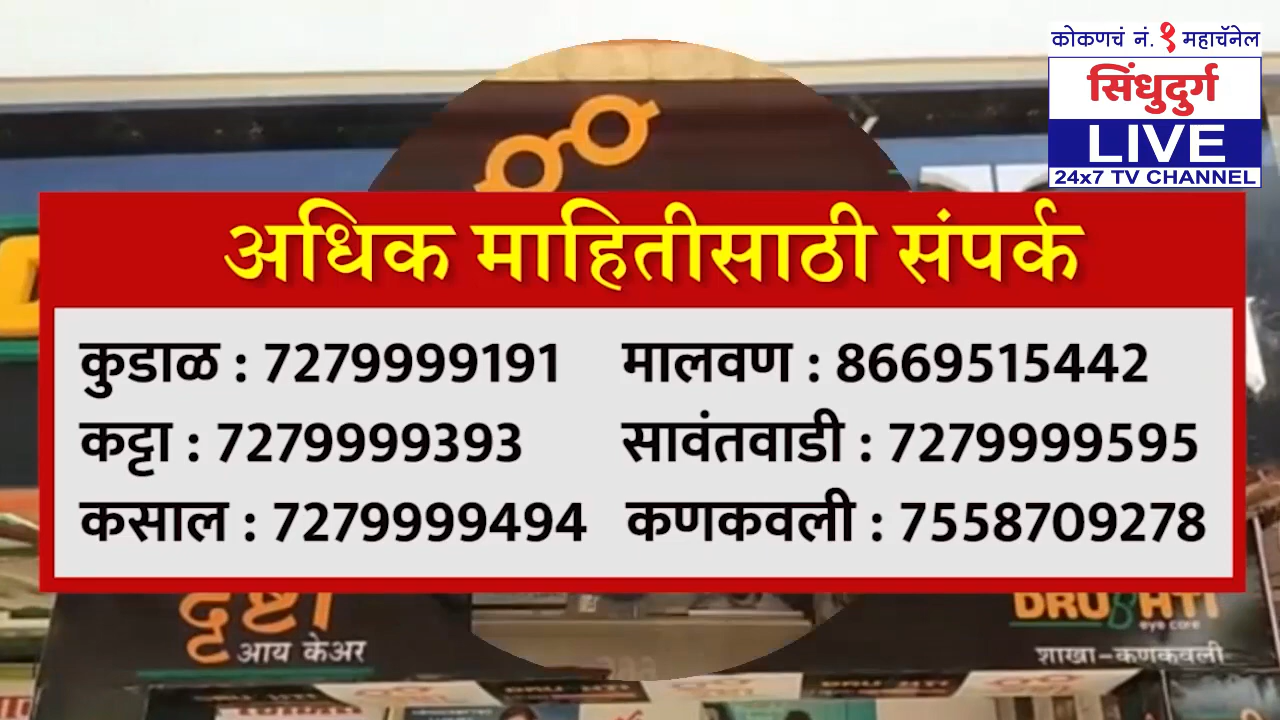 कोकणचं नं. १ महाचॅनेल
सिंधुदुर्ग
LIVE
24x7 TV CHANNEL
अधिक माहितीसाठी संपर्क
कुडाळ : 7279999191
मालवण : 8669515442
कट्टा : 7279999393
सावंतवाडी : 7279999595
कसाल : 7279999494
कणकवली : 7558709278
दृष्टी
आय केअर
DRUSHTI
eye care
शाखा-कणकवली